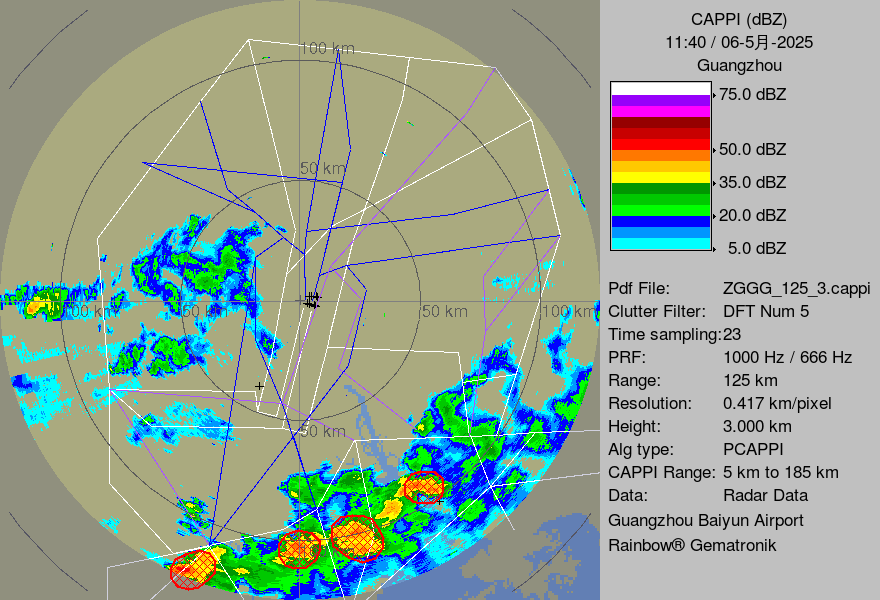 CAPPI (dBZ)
11:40 / 06-5月-2025
Guangzhou
75.0 dBZ
50.0 dBZ
35.0 dBZ
20.0 dBZ
5.0 dBZ
Pdf File: ZGGG_125_3.cappi
Clutter Filter: DFT Num 5
Time sampling:23
PRF: 1000 Hz / 666 Hz
Range: 125 km
Resolution: 0.417 km/pixel
Height: 3.000 km
Alg type: PCAPPI
CAPPI Range: 5 km to 185 km
Data: Radar Data
Guangzhou Baiyun Airport
Rainbow® Gematronik
100 km
50 km
100 km
50 km
50 km
100 km
50 km